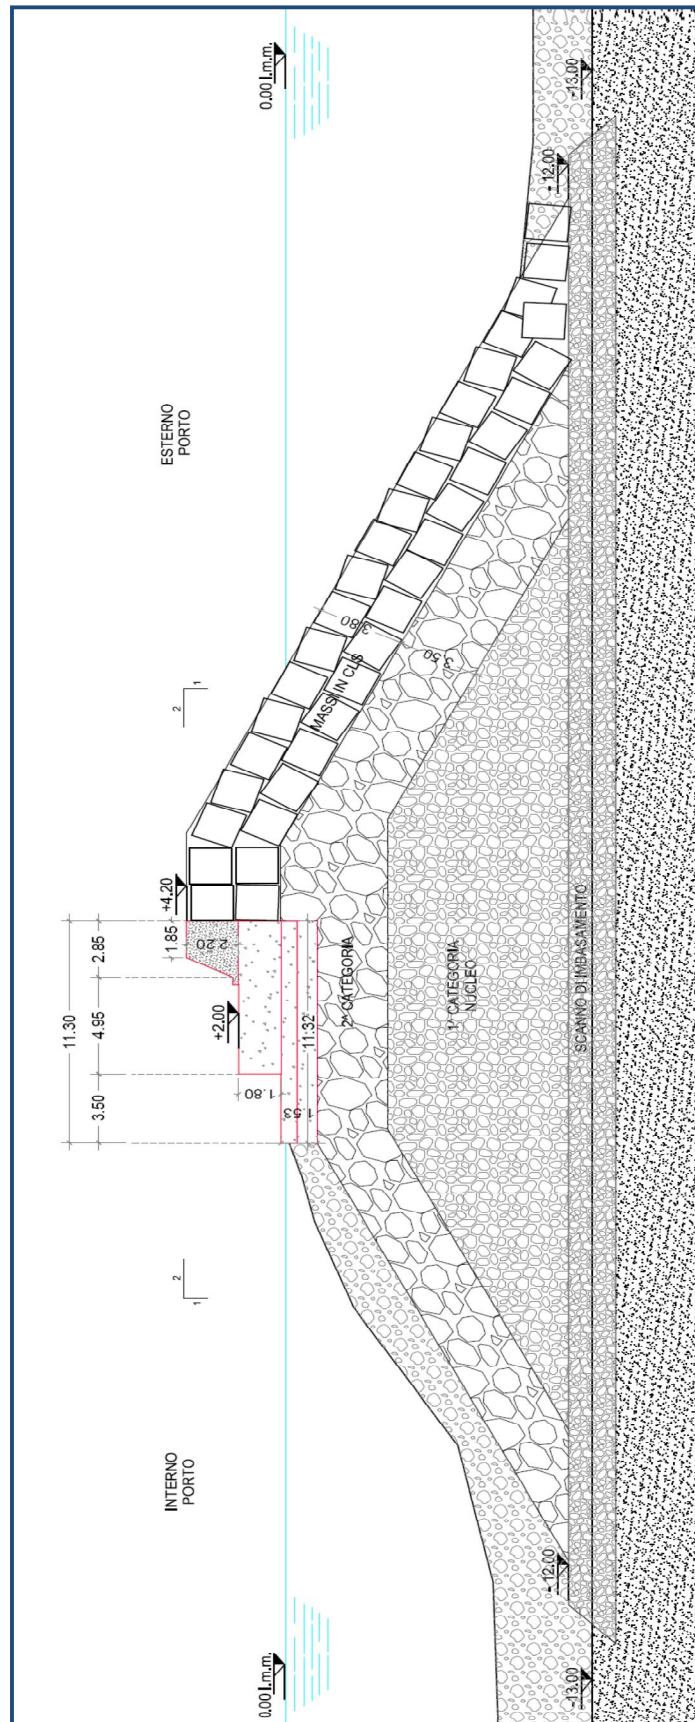 INTERNO
PORTO
ESTERNO
PORTO
11.30
3.50
4.95
2.85
1.85
+4.20
2.20
+2.00
1.80
11.32
1.53
0.00 l.m.m.
0.00 l.m.m.
2
1
2
1
MASSI IN CLS
3.80
3.50
2^ CATEGORIA
1^ CATEGORIA
NUCLEO
SCANNO DI IMBASAMENTO
-12.00
-12.00
-13.00
-13.00